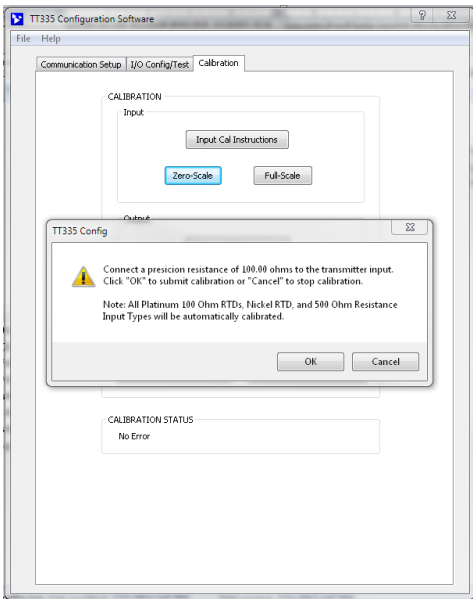 TT335 Configuration Software
File Help
Communication Setup I/O Config/Test Calibration
CALIBRATION
Input
Input Cal Instructions
Zero-Scale Full-Scale
Output
TT335 Config
Connect a presicion resistance of 100.00 ohms to the transmitter input.
Click "OK" to submit calibration or "Cancel" to stop calibration.
Note: All Platinum 100 Ohm RTDs, Nickel RTD, and 500 Ohm Resistance
Input Types will be automatically calibrated.
OK Cancel
CALIBRATION STATUS
No Error